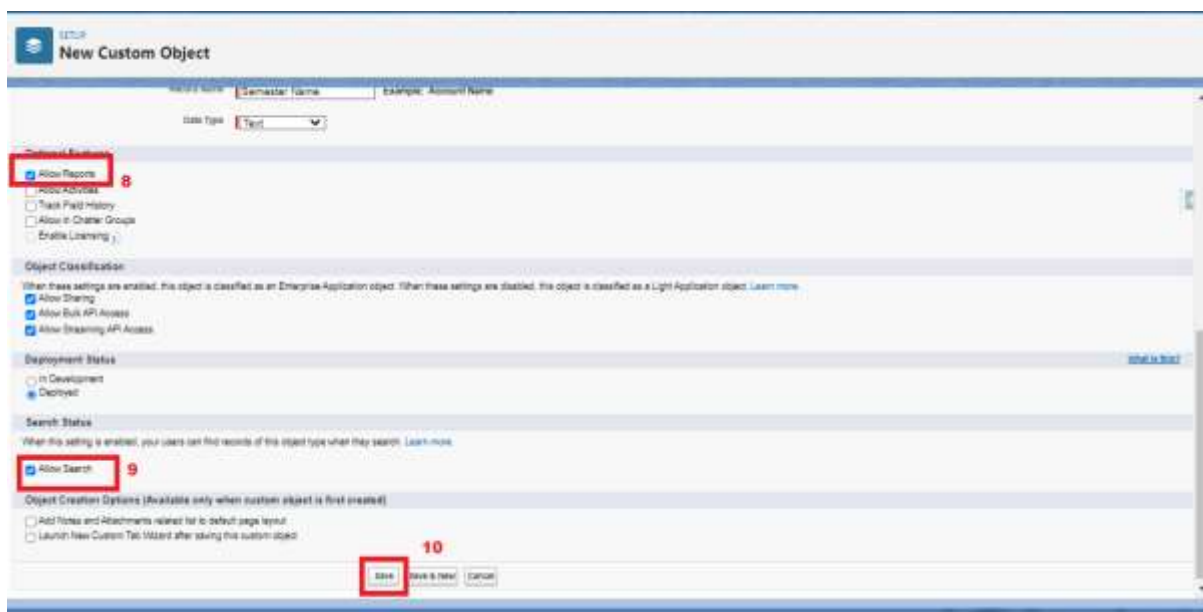 SETUP
New Custom Object
Record Name Semester Name Example: Account Name
Data Type Text
Optional Features
Allow Reports
8
Allow Activities
Track Field History
Allow in Chatter Groups
Enable Licensing
Object Classification
When these settings are enabled, this object is classified as an Enterprise Application object. When these settings are disabled, this object is classified as a Light Application object. Learn more.
Allow Sharing
Allow Bulk API Access
Allow Streaming API Access
Deployment Status What is this?
In Development
Deployed
Search Status
When this setting is enabled, your users can find records of this object type when they search. Learn more.
Allow Search
9
Object Creation Options (Available only when custom object is first created)
Add Notes and Attachments related list to default page layout
Launch New Custom Tab Wizard after saving this custom object
10
Save Save & New Cancel